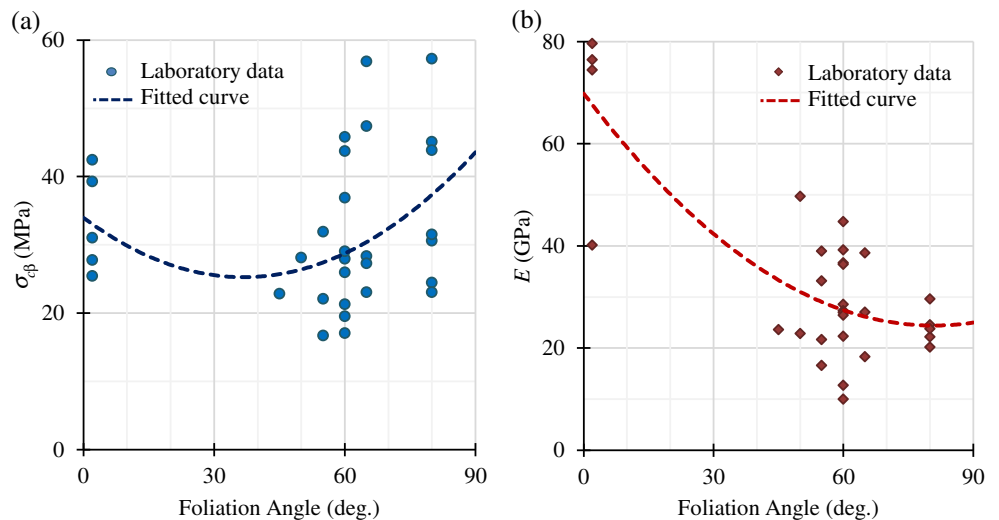 (a)
60
40
20
0
σcβ (MPa)
Laboratory data
Fitted curve
0 30 60 90
Foliation Angle (deg.)
(b)
80
60
40
20
0
E (GPa)
Laboratory data
Fitted curve
0 30 60 90
Foliation Angle (deg.)